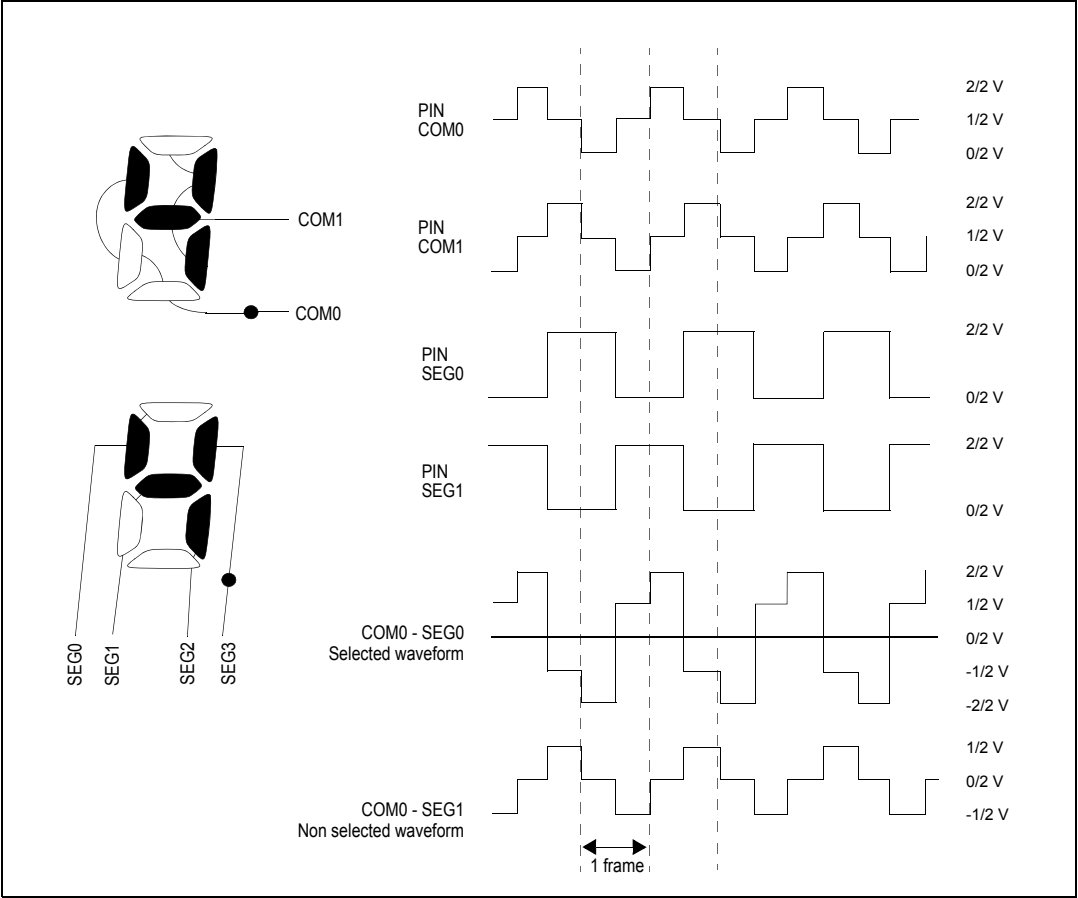 PIN
COM0
2/2 V
1/2 V
0/2 V
COM1
COM0
PIN
COM1
2/2 V
1/2 V
0/2 V
PIN
SEG0
2/2 V
0/2 V
PIN
SEG1
2/2 V
0/2 V
SEG0
SEG1
SEG2
SEG3
COM0 - SEG0
Selected waveform
2/2 V
1/2 V
0/2 V
-1/2 V
-2/2 V
COM0 - SEG1
Non selected waveform
1/2 V
0/2 V
-1/2 V
1 frame